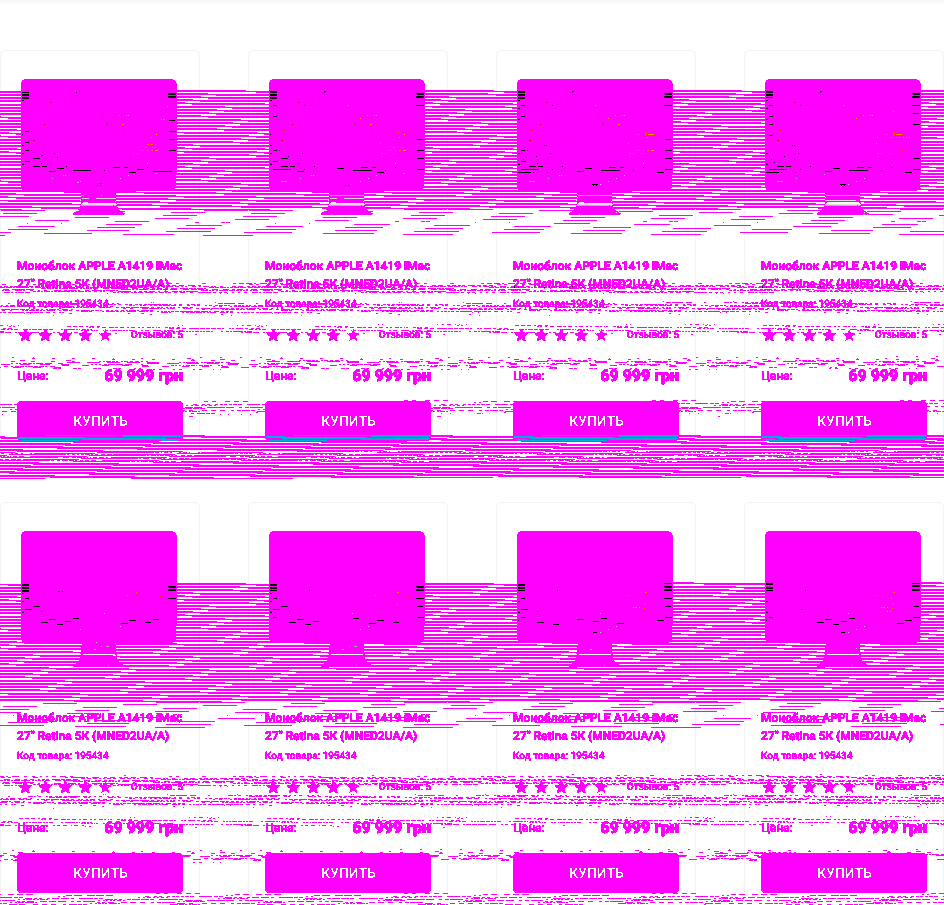 Моноблок APPLE A1419 iMac
27" Retina 5K (MNED2UA/A)
Код товара: 195434
Отзывов: 5
Цена: 69 999 грн
КУПИТЬ
Моноблок APPLE A1419 iMac
27" Retina 5K (MNED2UA/A)
Код товара: 195434
Отзывов: 5
Цена: 69 999 грн
КУПИТЬ
Моноблок APPLE A1419 iMac
27" Retina 5K (MNED2UA/A)
Код товара: 195434
Отзывов: 5
Цена: 69 999 грн
КУПИТЬ
Моноблок APPLE A1419 iMac
27" Retina 5K (MNED2UA/A)
Код товара: 195434
Отзывов: 5
Цена: 69 999 грн
КУПИТЬ
Моноблок APPLE A1419 iMac
27" Retina 5K (MNED2UA/A)
Код товара: 195434
Отзывов: 5
Цена: 69 999 грн
КУПИТЬ
Моноблок APPLE A1419 iMac
27" Retina 5K (MNED2UA/A)
Код товара: 195434
Отзывов: 5
Цена: 69 999 грн
КУПИТЬ
Моноблок APPLE A1419 iMac
27" Retina 5K (MNED2UA/A)
Код товара: 195434
Отзывов: 5
Цена: 69 999 грн
КУПИТЬ
Моноблок APPLE A1419 iMac
27" Retina 5K (MNED2UA/A)
Код товара: 195434
Отзывов: 5
Цена: 69 999 грн
КУПИТЬ